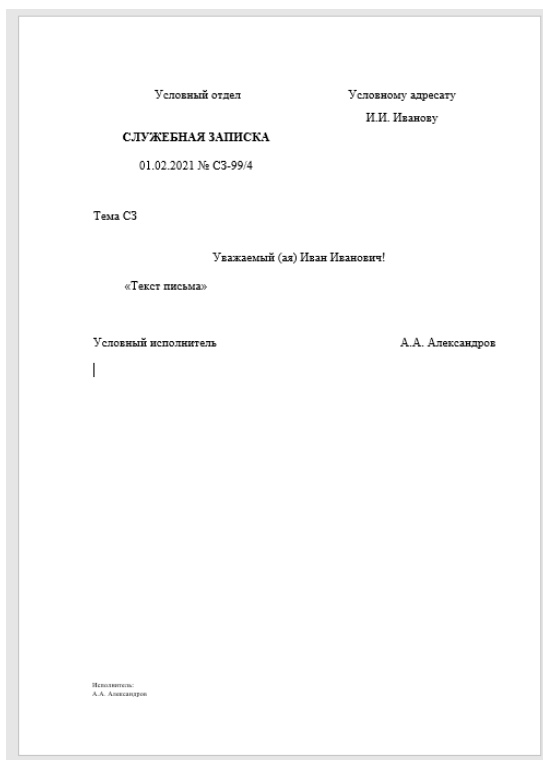 Условный отдел
Условному адресату
И.И. Иванову
СЛУЖЕБНАЯ ЗАПИСКА
01.02.2021 № СЗ-99/4
Тема СЗ
Уважаемый (ая) Иван Иванович!
«Текст письма»
Условный исполнитель
А.А. Александров
Исполнитель:
А.А. Александров